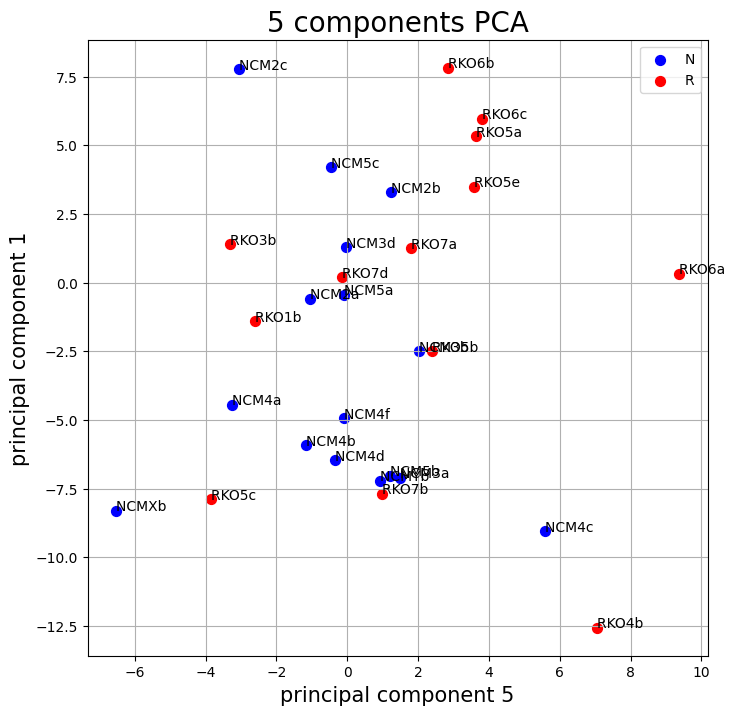 5 components PCA
NCM2c
RKO6b
N
R
RKO6c
RKO5a
NCM5c
RKO5e
NCM2b
RKO3b
NCM3d
RKO7a
RKO7d
RKO6a
NCM5a
RKO1b
NCM4a
NCM4f
NCM4b
NCM4d
NCM3a
RKO7b
RKO5c
NCMXb
NCM4c
RKO4b
7.5
5.0
2.5
0.0
−2.5
−5.0
−7.5
−10.0
−12.5
principal component 1
−6
−4
−2
0
2
4
6
8
10
principal component 5